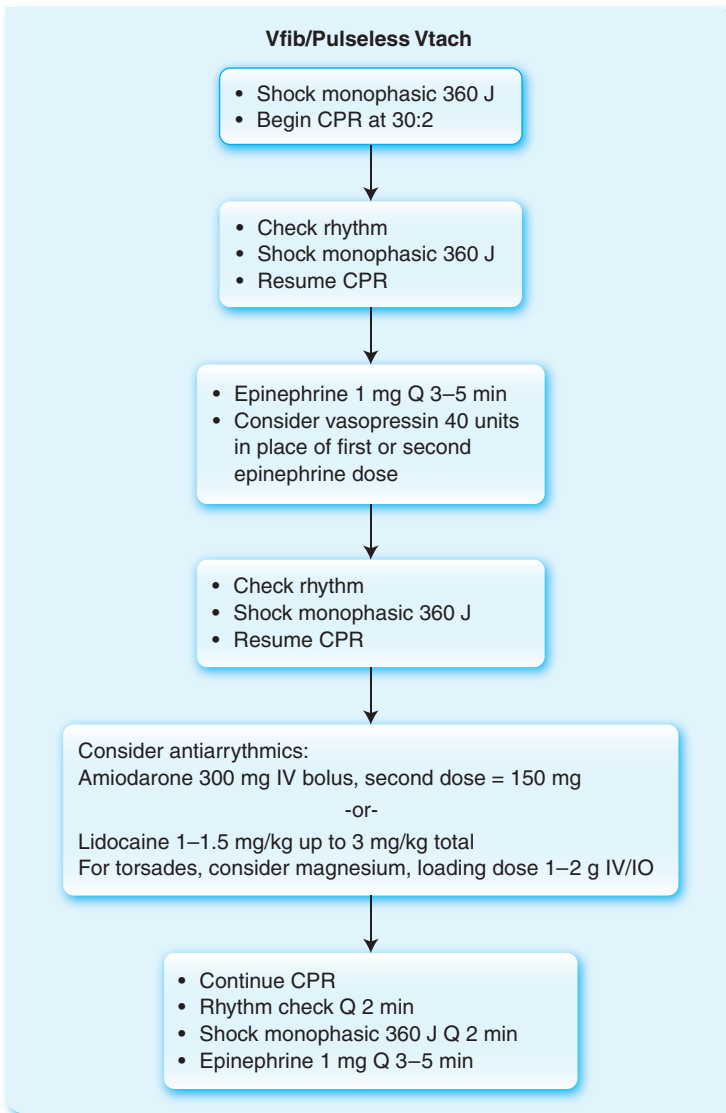 Vfib/Pulseless Vtach
• Shock monophasic 360 J
• Begin CPR at 30:2
• Check rhythm
• Shock monophasic 360 J
• Resume CPR
• Epinephrine 1 mg Q 3–5 min
• Consider vasopressin 40 units
in place of first or second
epinephrine dose
• Check rhythm
• Shock monophasic 360 J
• Resume CPR
Consider antiarrythmics:
Amiodarone 300 mg IV bolus, second dose = 150 mg
-or-
Lidocaine 1–1.5 mg/kg up to 3 mg/kg total
For torsades, consider magnesium, loading dose 1–2 g IV/IO
• Continue CPR
• Rhythm check Q 2 min
• Shock monophasic 360 J Q 2 min
• Epinephrine 1 mg Q 3–5 min